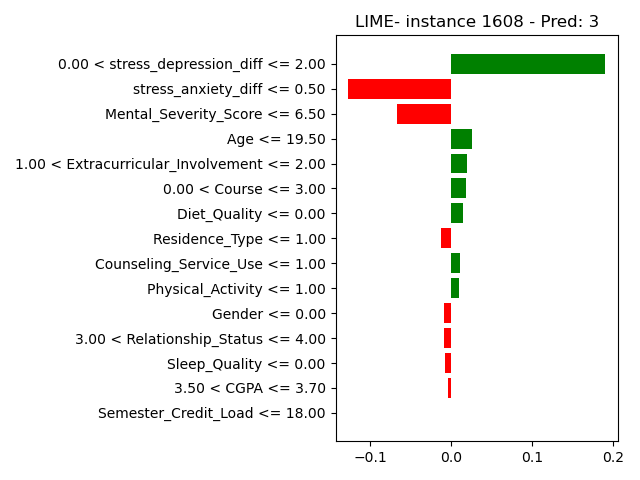 LIME- instance 1608 - Pred: 3
0.00 < stress_depression_diff <= 2.00
stress_anxiety_diff <= 0.50
Mental_Severity_Score <= 6.50
Age <= 19.50
1.00 < Extracurricular_Involvement <= 2.00
0.00 < Course <= 3.00
Diet_Quality <= 0.00
Residence_Type <= 1.00
Counseling_Service_Use <= 1.00
Physical_Activity <= 1.00
Gender <= 0.00
3.00 < Relationship_Status <= 4.00
Sleep_Quality <= 0.00
3.50 < CGPA <= 3.70
Semester_Credit_Load <= 18.00
−0.1 0.0 0.1 0.2